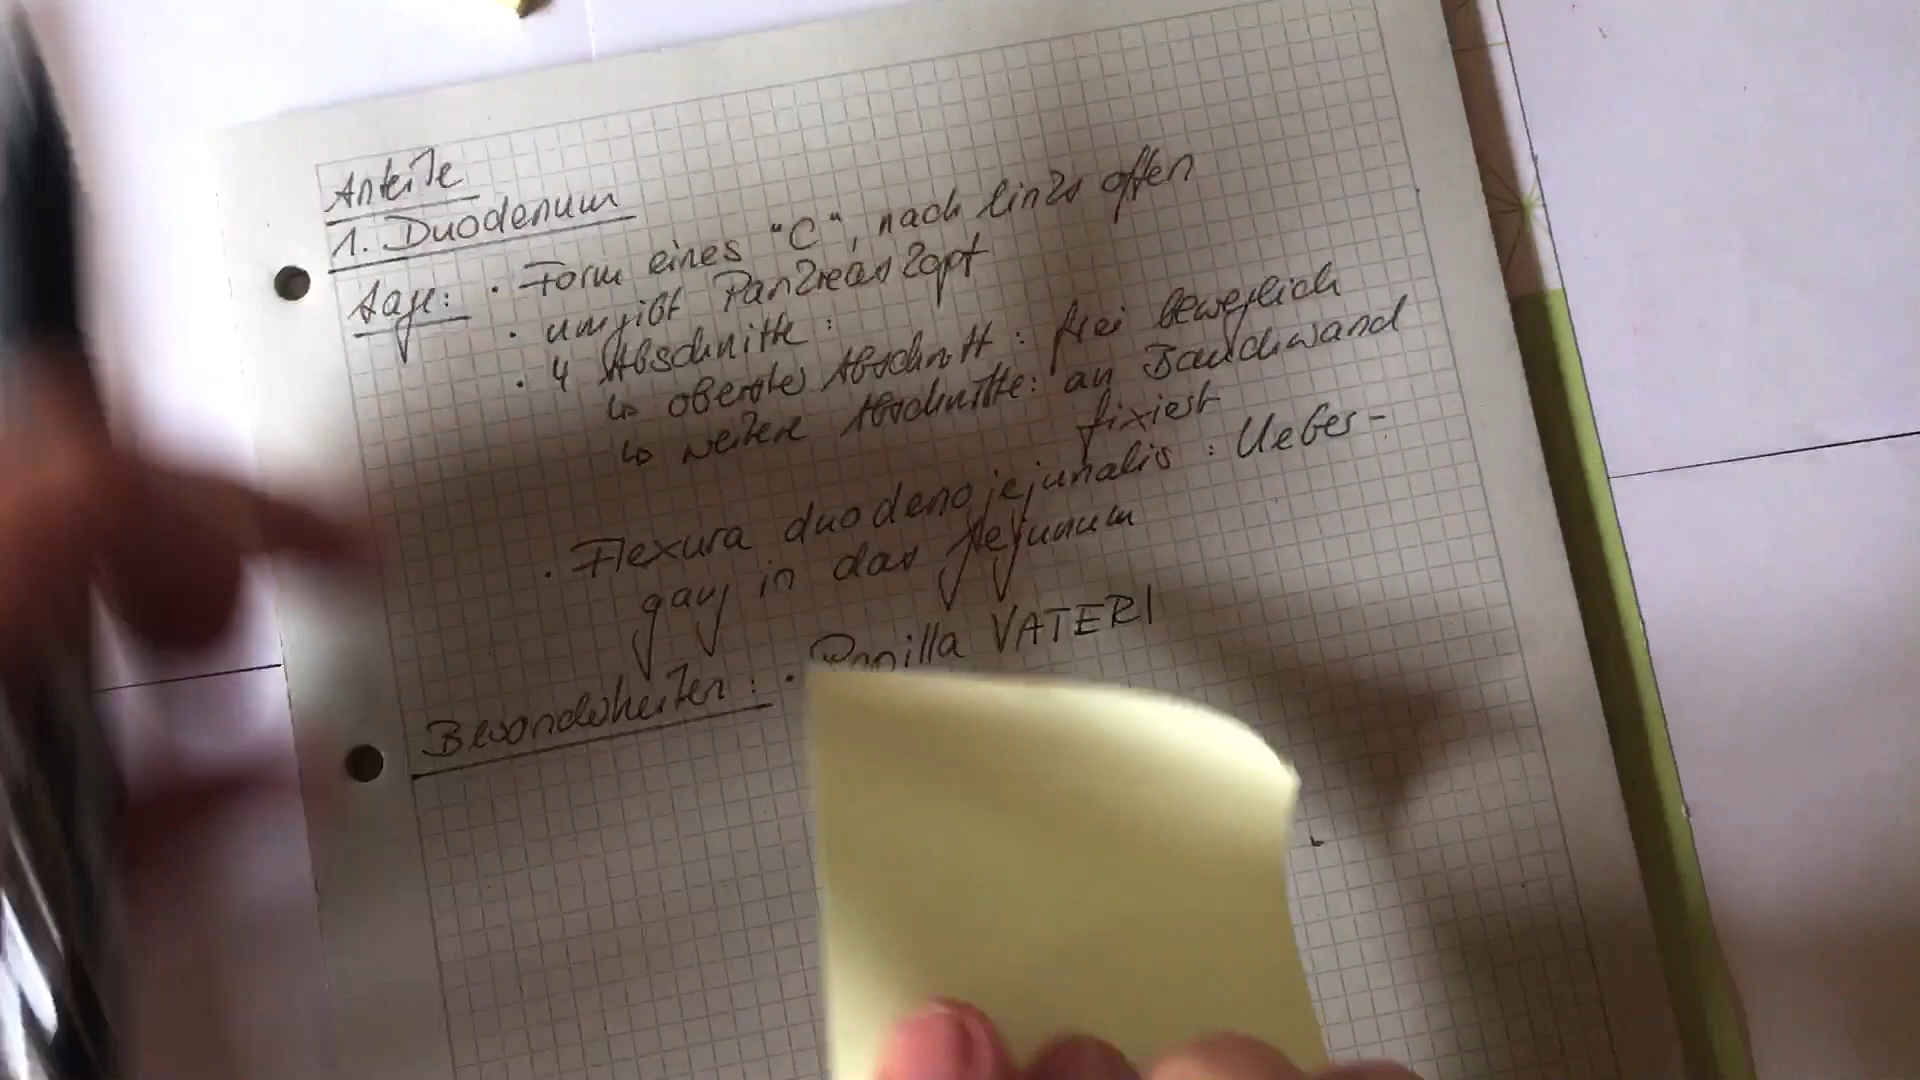 Anteile
1. Duodenum
Lage: · Form eines "C", nach links offen
· umgibt Pankreaskopf
· 4 Abschnitte:
↳ oberster Abschnitt: frei beweglich
↳ weitere Abschnitte: an Bauchwand
fixiert
· Flexura duodenojejunalis: Ueber-
gang in das Jejunum
Besonderheiten: · Papilla VATERI